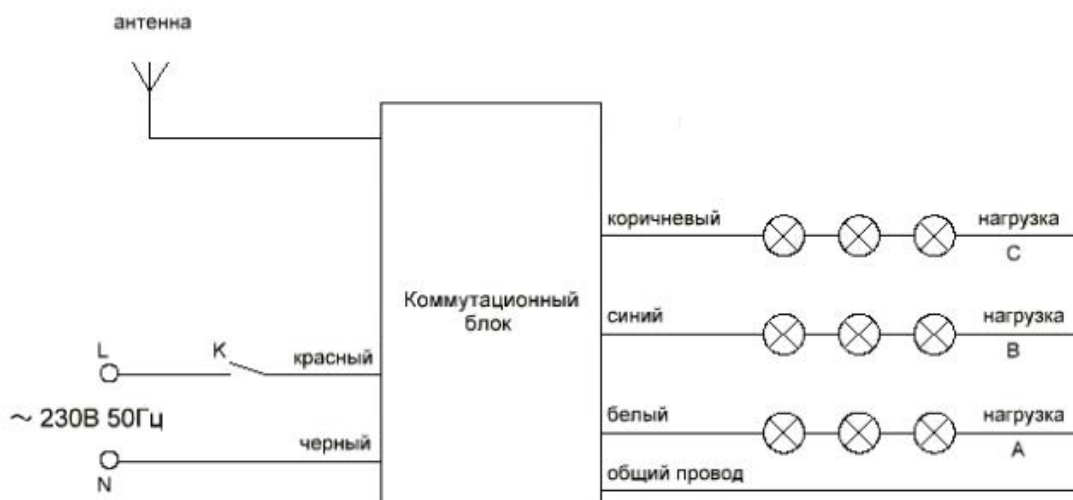 антенна
коричневый
нагрузка
C
Коммутационный
блок
синий
нагрузка
B
L
K
красный
~ 230В 50Гц
белый
нагрузка
A
черный
N
общий провод